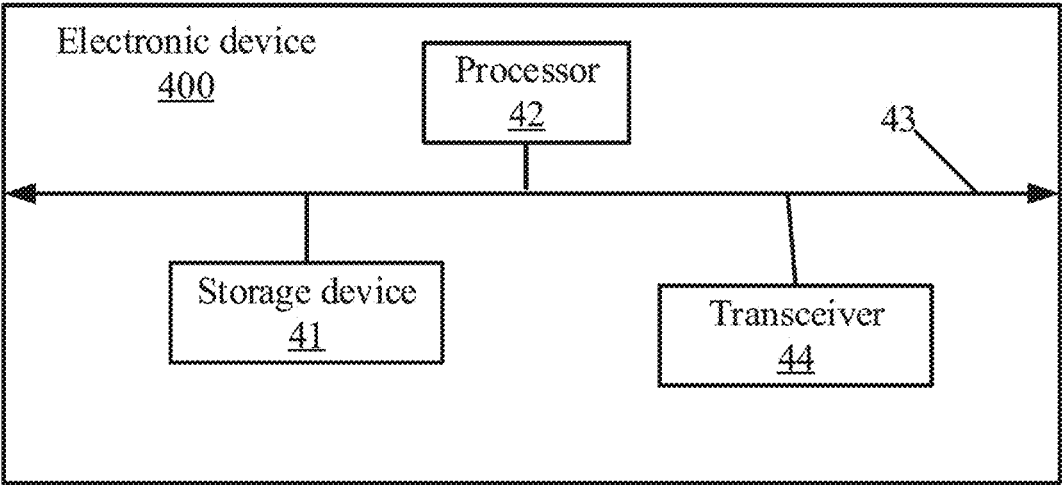 Electronic device
400
Processor
42
43
Storage device
41
Transceiver
44